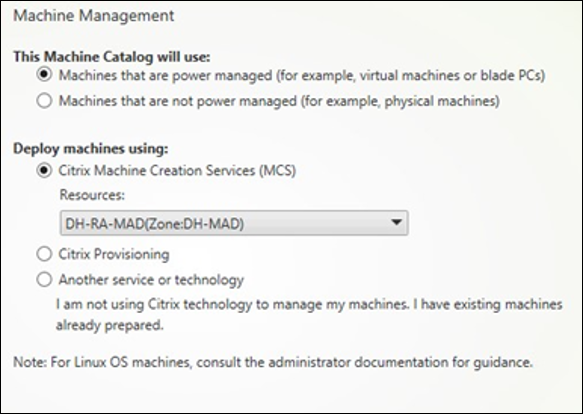 Machine Management
This Machine Catalog will use:
Machines that are power managed (for example, virtual machines or blade PCs)
Machines that are not power managed (for example, physical machines)
Deploy machines using:
Citrix Machine Creation Services (MCS)
Resources:
DH-RA-MAD(Zone:DH-MAD)
Citrix Provisioning
Another service or technology
I am not using Citrix technology to manage my machines. I have existing machines
already prepared.
Note: For Linux OS machines, consult the administrator documentation for guidance.